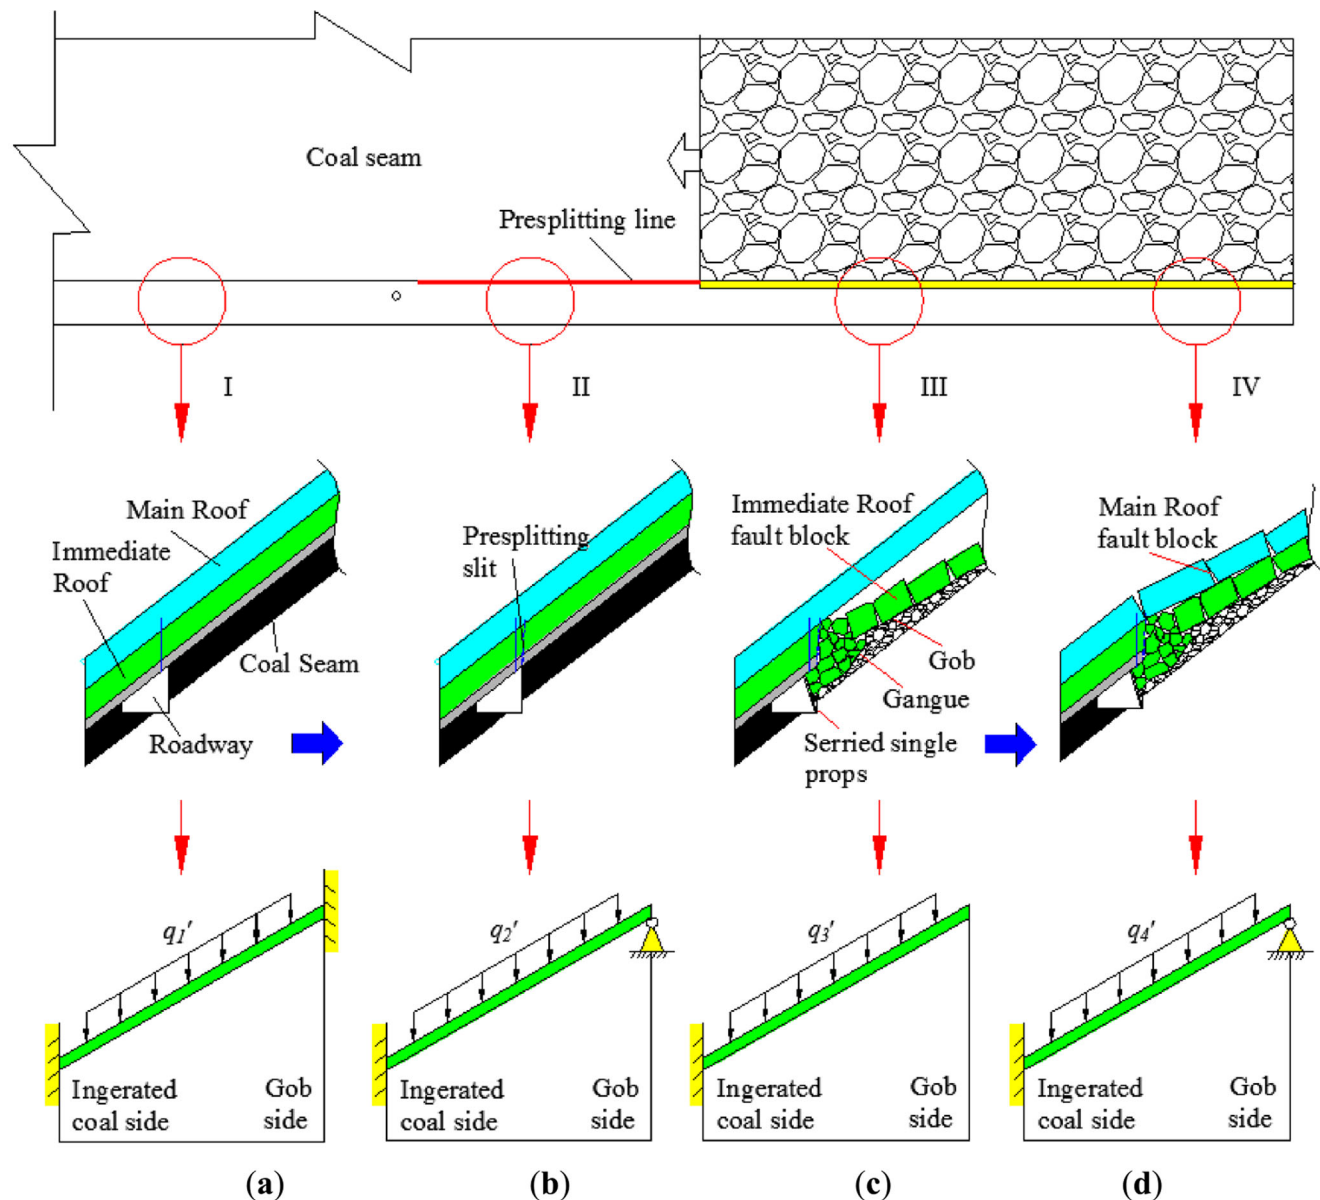 Coal seam
Presplitting line
I
II
III
IV
Main Roof
Immediate
Roof
Coal Seam
Roadway
Presplitting
slit
Immediate Roof
fault block
Gob
Gangue
Serried single
props
Main Roof
fault block
q1'
Ingerated
coal side
Gob
side
q2'
Ingerated
coal side
Gob
side
q3'
Ingerated
coal side
Gob
side
q4'
Ingerated
coal side
Gob
side
(a)
(b)
(c)
(d)